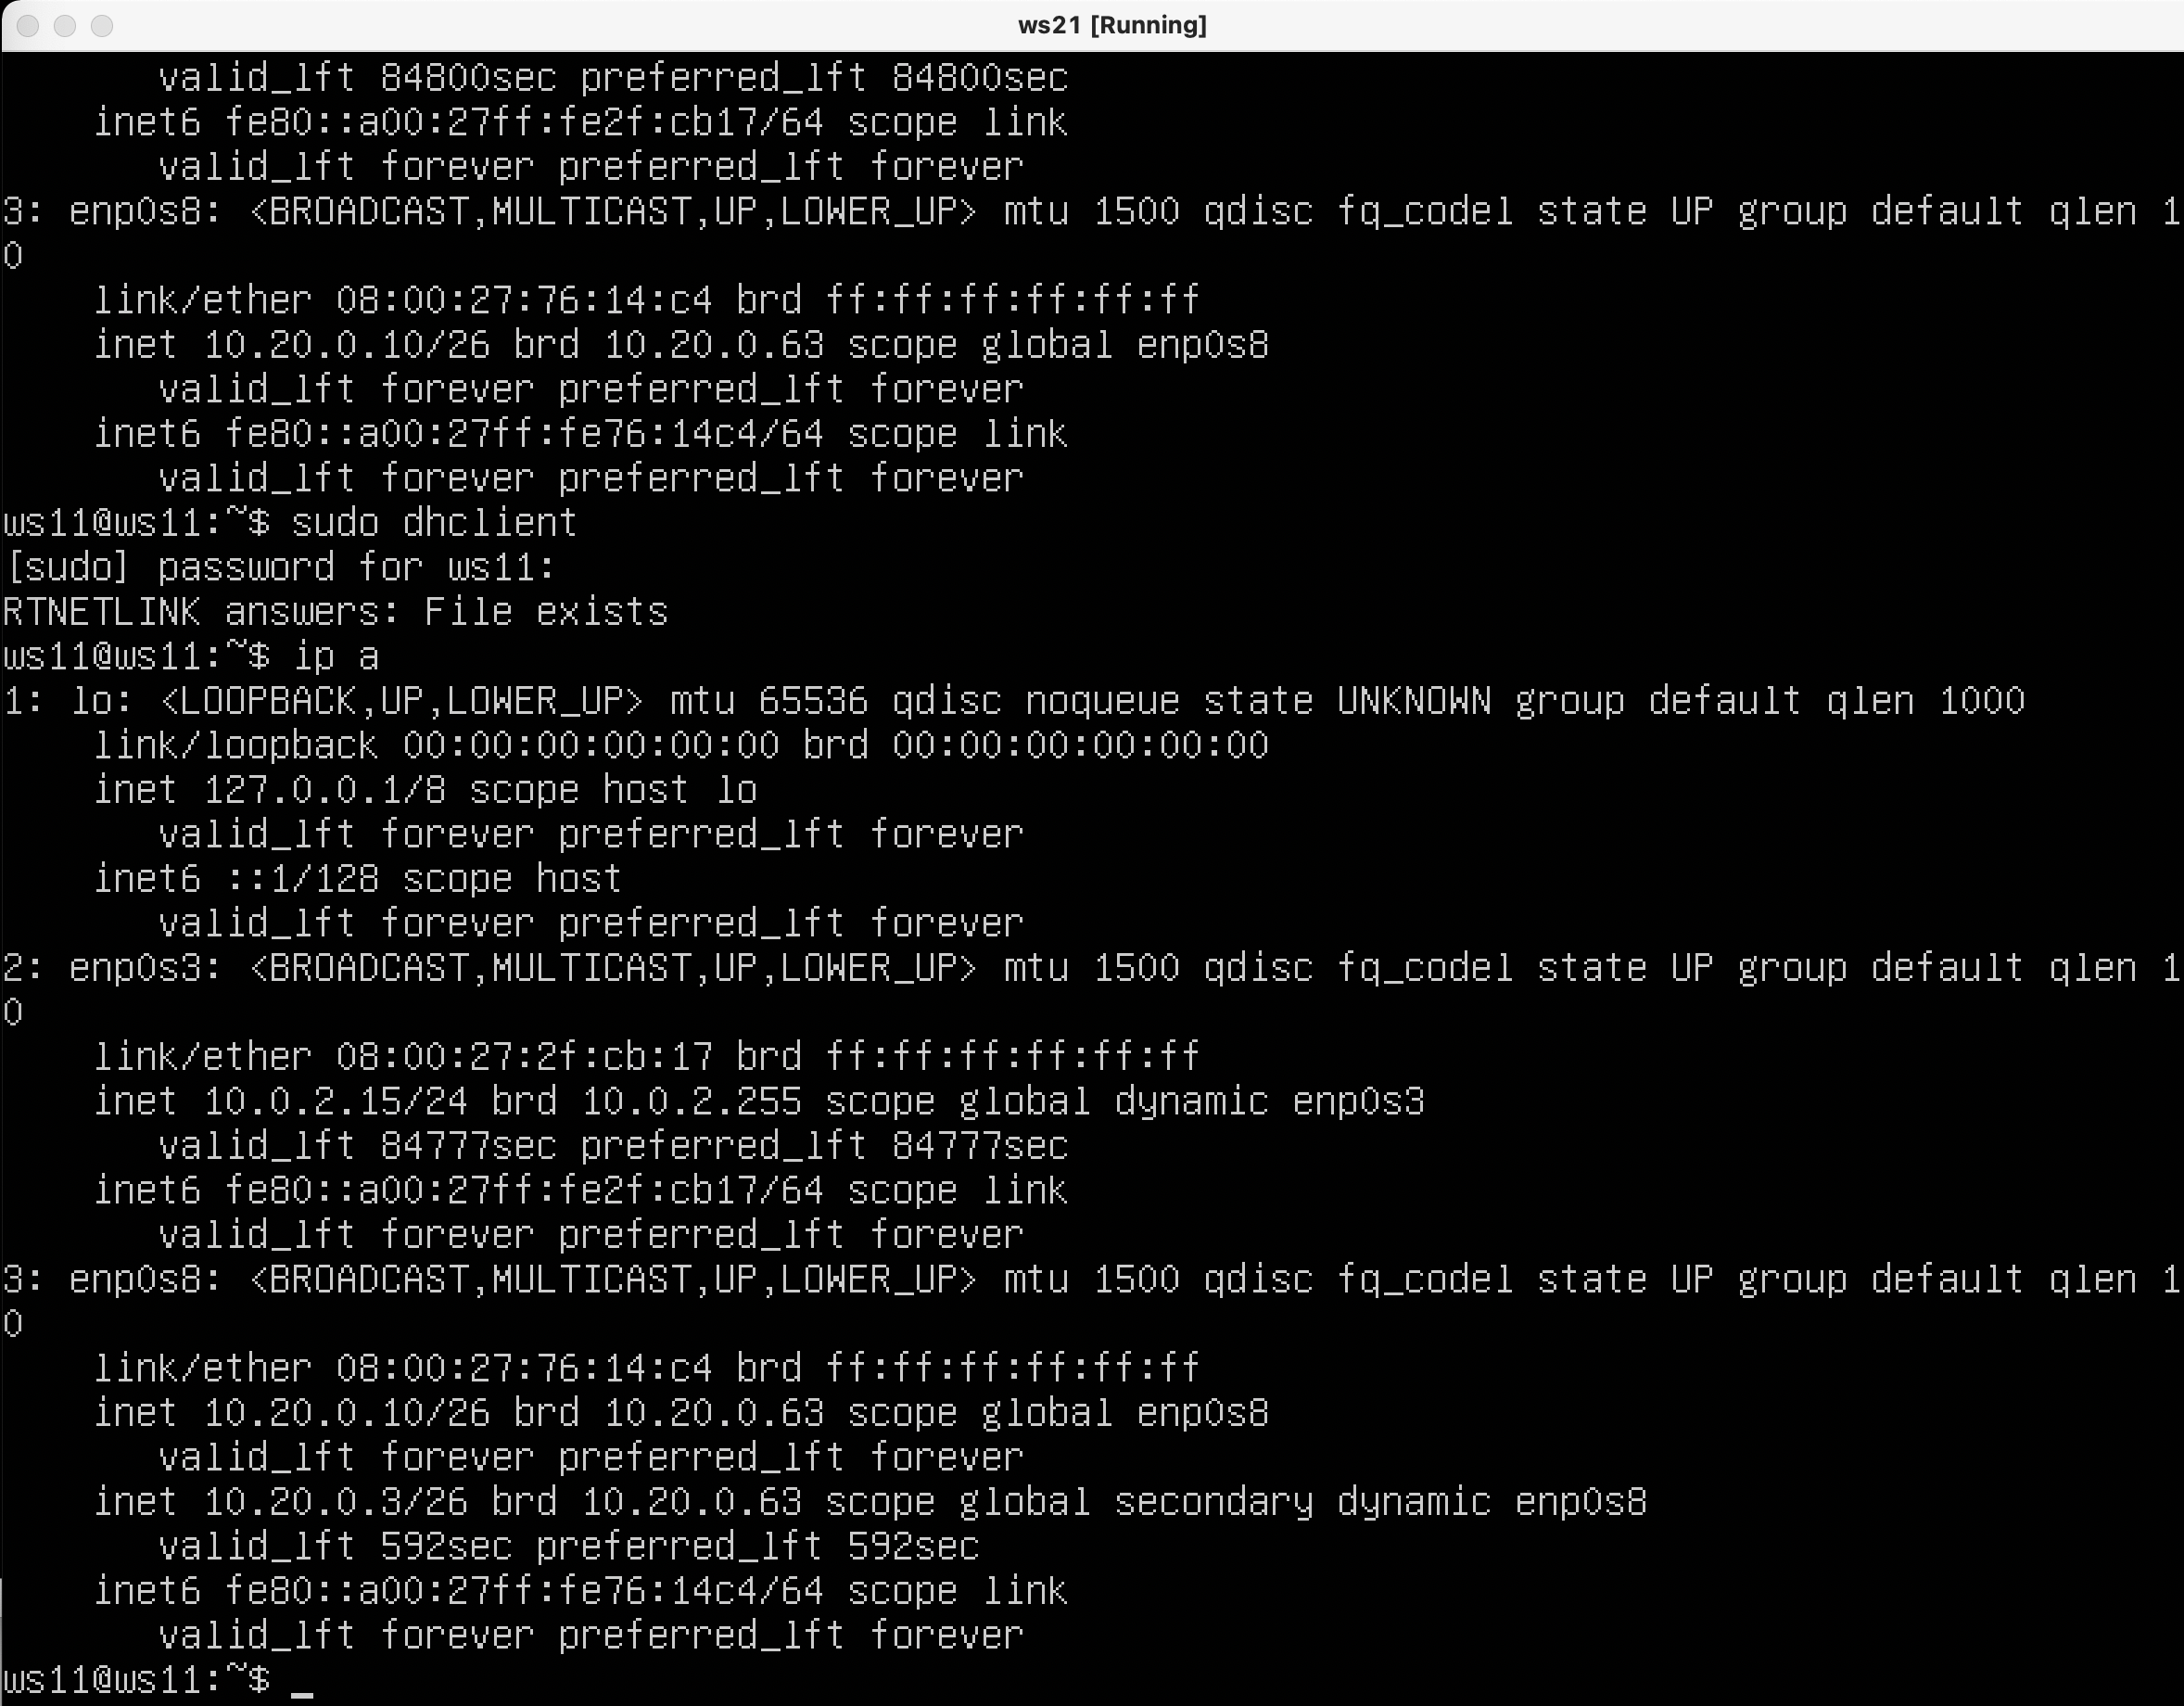 ws21 [Running]
valid_lft 84800sec preferred_lft 84800sec
inet6 fe80::a00:27ff:fe2f:cb17/64 scope link
valid_lft forever preferred_lft forever
3: enp0s8: <BROADCAST,MULTICAST,UP,LOWER_UP> mtu 1500 qdisc fq_codel state UP group default qlen 1
0
link/ether 08:00:27:76:14:c4 brd ff:ff:ff:ff:ff:ff
inet 10.20.0.10/26 brd 10.20.0.63 scope global enp0s8
valid_lft forever preferred_lft forever
inet6 fe80::a00:27ff:fe76:14c4/64 scope link
valid_lft forever preferred_lft forever
ws11@ws11:~$ sudo dhclient
[sudo] password for ws11:
RTNETLINK answers: File exists
ws11@ws11:~$ ip a
1: lo: <LOOPBACK,UP,LOWER_UP> mtu 65536 qdisc noqueue state UNKNOWN group default qlen 1000
link/loopback 00:00:00:00:00:00 brd 00:00:00:00:00:00
inet 127.0.0.1/8 scope host lo
valid_lft forever preferred_lft forever
inet6 ::1/128 scope host
valid_lft forever preferred_lft forever
2: enp0s3: <BROADCAST,MULTICAST,UP,LOWER_UP> mtu 1500 qdisc fq_codel state UP group default qlen 1
0
link/ether 08:00:27:2f:cb:17 brd ff:ff:ff:ff:ff:ff
inet 10.0.2.15/24 brd 10.0.2.255 scope global dynamic enp0s3
valid_lft 84777sec preferred_lft 84777sec
inet6 fe80::a00:27ff:fe2f:cb17/64 scope link
valid_lft forever preferred_lft forever
3: enp0s8: <BROADCAST,MULTICAST,UP,LOWER_UP> mtu 1500 qdisc fq_codel state UP group default qlen 1
0
link/ether 08:00:27:76:14:c4 brd ff:ff:ff:ff:ff:ff
inet 10.20.0.10/26 brd 10.20.0.63 scope global enp0s8
valid_lft forever preferred_lft forever
inet 10.20.0.3/26 brd 10.20.0.63 scope global secondary dynamic enp0s8
valid_lft 592sec preferred_lft 592sec
inet6 fe80::a00:27ff:fe76:14c4/64 scope link
valid_lft forever preferred_lft forever
ws11@ws11:~$ _